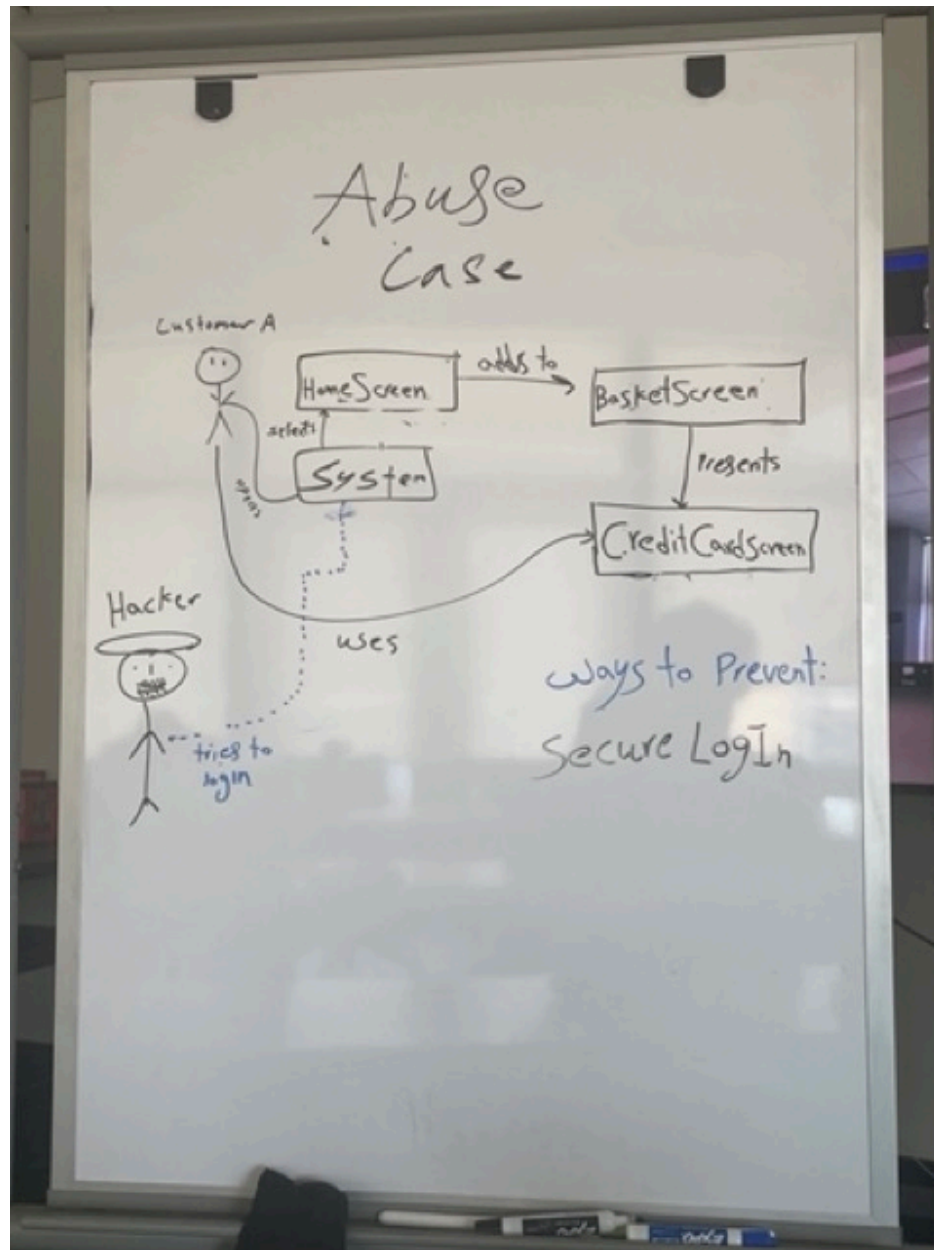 Abuse
Case
Customer A
HomeScreen
adds to
BasketScreen
selects
System
opens
Presents
CreditCardScreen
Hacker
uses
Ways to Prevent:
Secure LogIn
tries to
login